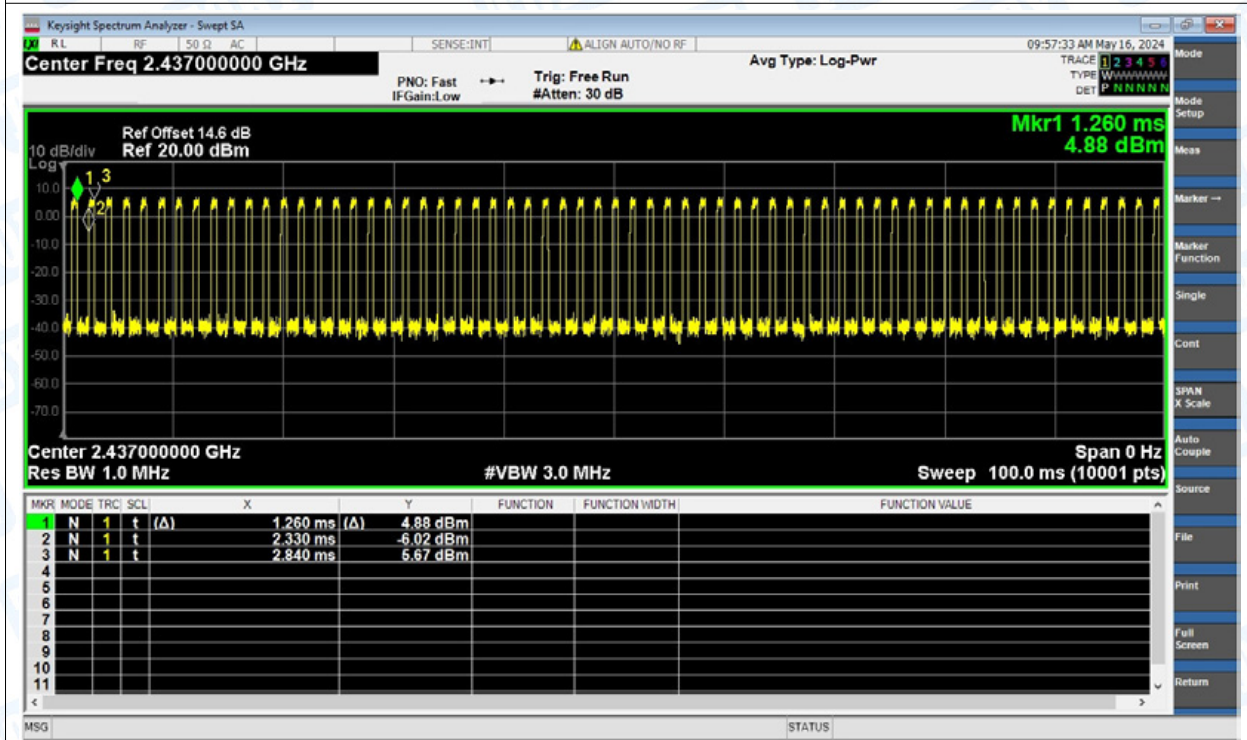 Keysight Spectrum Analyzer - Swept SA
RL RF 50 Ω AC SENSE:INT ALIGN AUTO/NO RF 09:57:33 AM May 16, 2024
Center Freq 2.437000000 GHz
PNO: Fast
IFGain:Low
Trig: Free Run
#Atten: 30 dB
Avg Type: Log-Pwr
TRACE 1 2 3 4 5 6
TYPE WWWWWW
DET P N N N N N
Mkr1 1.260 ms
4.88 dBm
Ref Offset 14.6 dB
10 dB/div Ref 20.00 dBm
Log
1 3
2
10.0
0.00
-10.0
-20.0
-30.0
-40.0
-50.0
-60.0
-70.0
Center 2.437000000 GHz Span 0 Hz
Res BW 1.0 MHz #VBW 3.0 MHz Sweep 100.0 ms (10001 pts)
MKR MODE TRC SCL X Y FUNCTION FUNCTION WIDTH FUNCTION VALUE
1 N 1 t (Δ) 1.260 ms (Δ) 4.88 dBm
2 N 1 t 2.330 ms -6.02 dBm
3 N 1 t 2.840 ms 5.67 dBm
4
5
6
7
8
9
10
11
MSG STATUS
Mode
Mode
Setup
Meas
Marker→
Marker
Function
Single
Cont
SPAN
X Scale
Auto
Couple
Source
File
Print
Full
Screen
Return